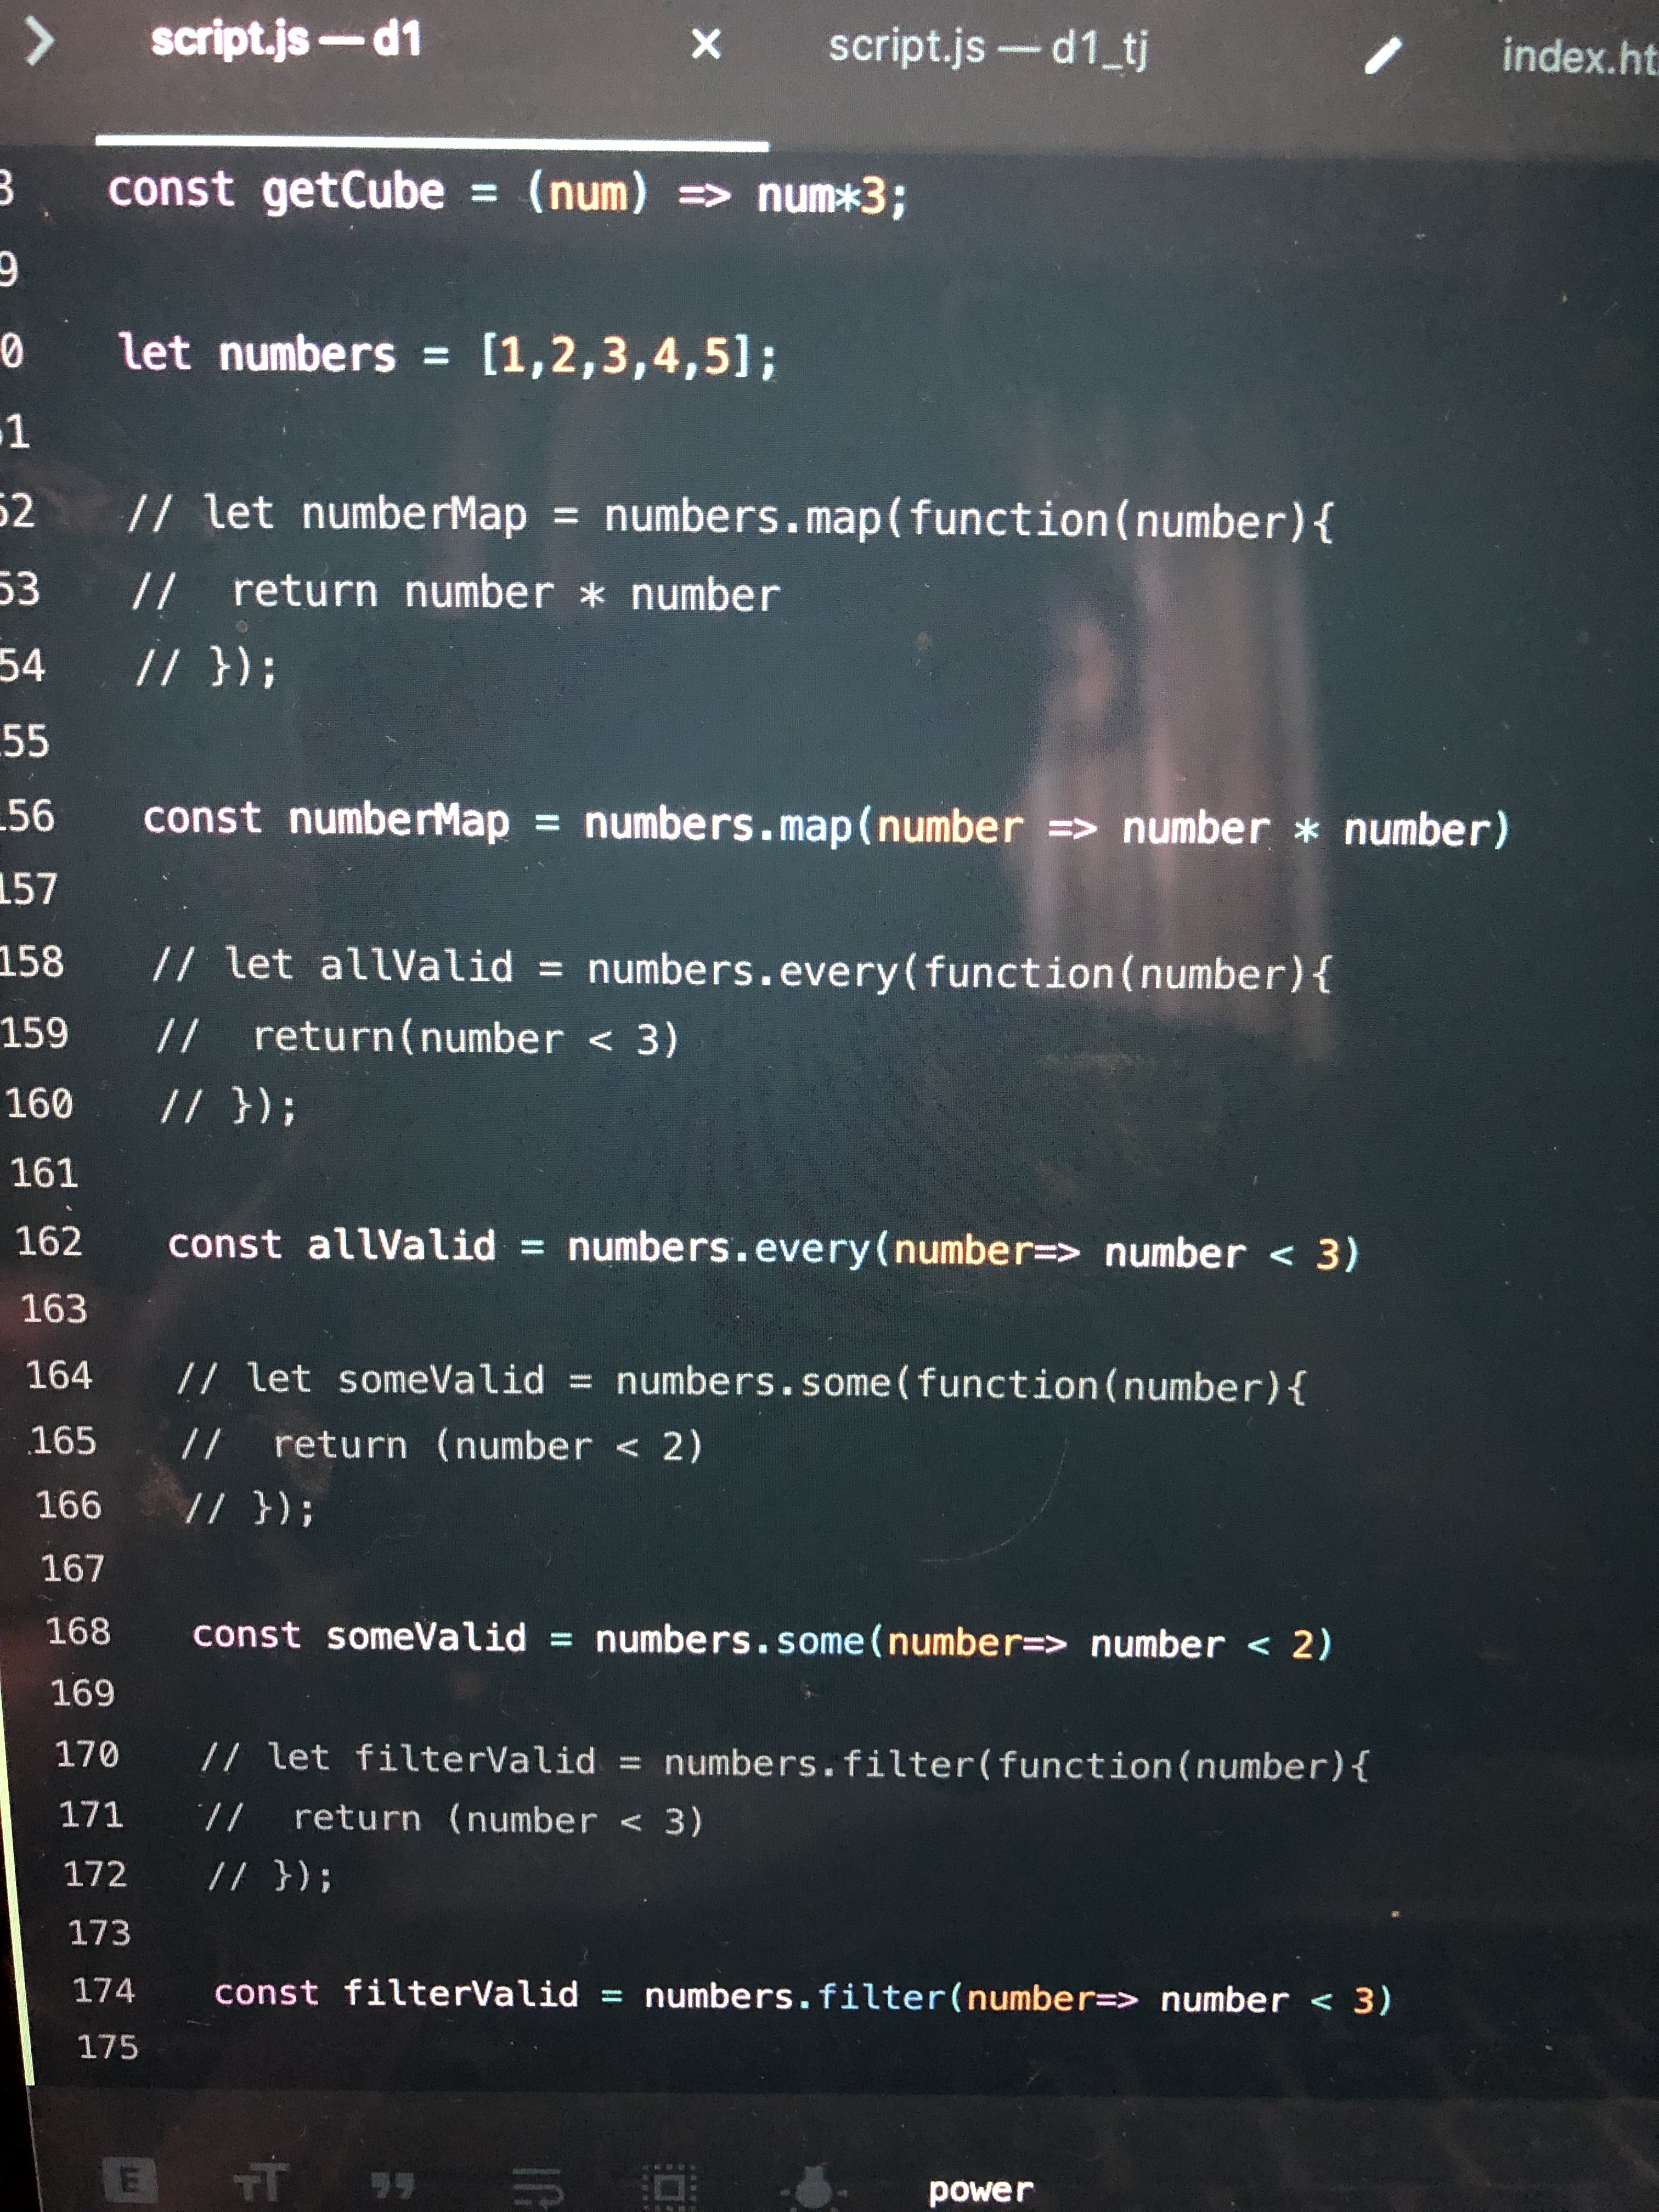 script.js — d1
script.js — d1_tj
index.ht
8 const getCube = (num) => num*3;
9
0 let numbers = [1,2,3,4,5];
51
52 // let numberMap = numbers.map(function(number){
53 //  return number * number
54 // });
155
156 const numberMap = numbers.map(number => number * number)
157
158 // let allValid = numbers.every(function(number){
159 //  return(number < 3)
160 // });
161
162 const allValid = numbers.every(number=> number < 3)
163
164 // let someValid = numbers.some(function(number){
165 //  return (number < 2)
166 // });
167
168 const someValid = numbers.some(number=> number < 2)
169
170 // let filterValid = numbers.filter(function(number){
171 //  return (number < 3)
172 // });
173
174 const filterValid = numbers.filter(number=> number < 3)
175
E
TT
power